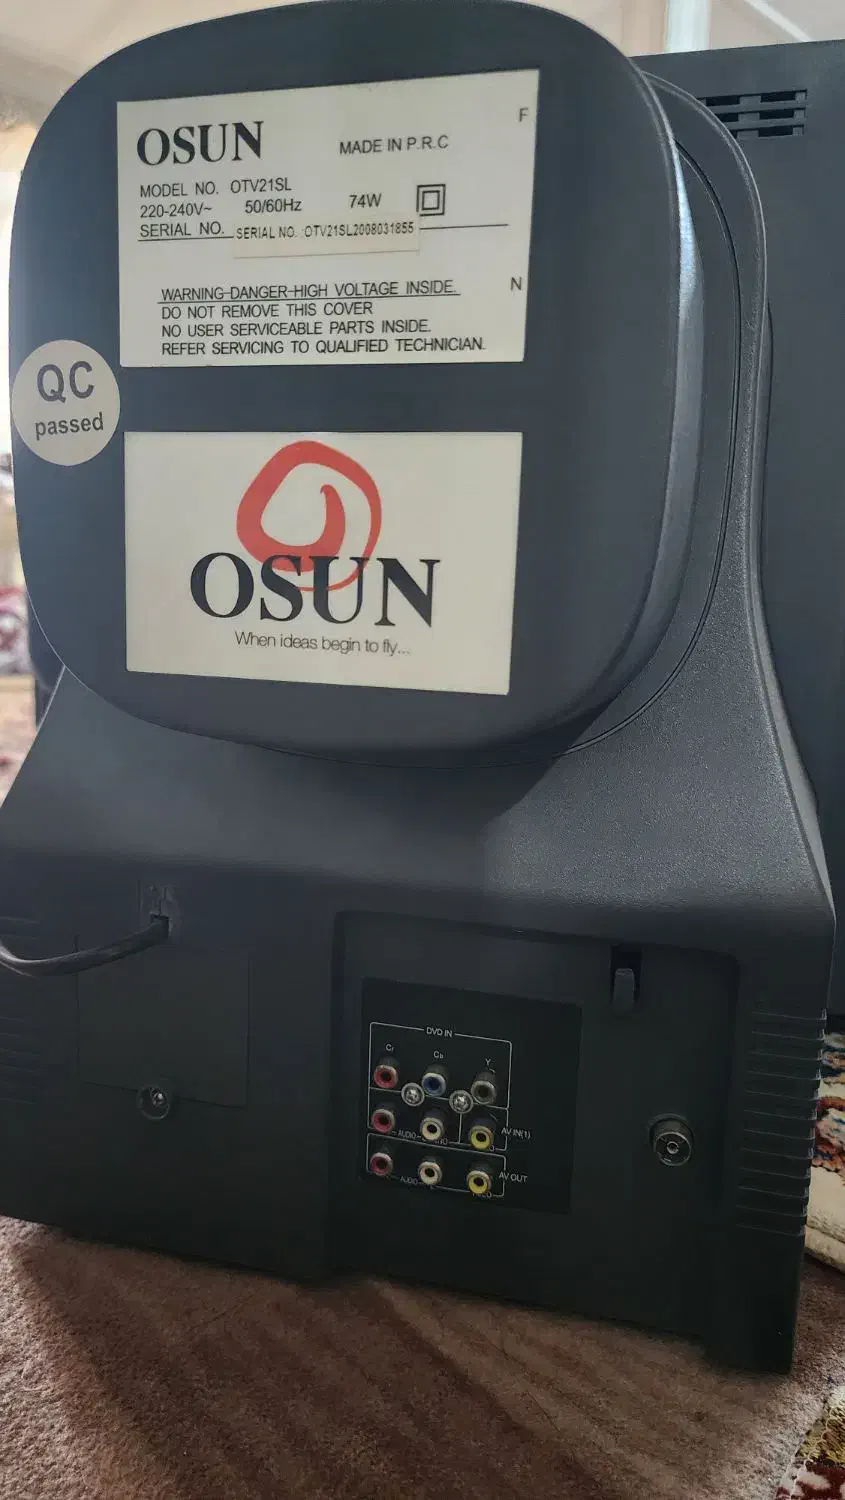 OSUN
MADE IN P.R.C
F
MODEL NO. OTV21SL
220-240V~ 50/60Hz 74W
SERIAL NO. SERIAL NO. :OTV21SL2008031855
N
WARNING-DANGER-HIGH VOLTAGE INSIDE.
DO NOT REMOVE THIS COVER
NO USER SERVICEABLE PARTS INSIDE.
REFER SERVICING TO QUALIFIED TECHNICIAN.
QC
passed
OSUN
When ideas begin to fly...
DVD IN
Cr Cb Y
AUDIO
AV IN(1)
AUDIO
AV OUT